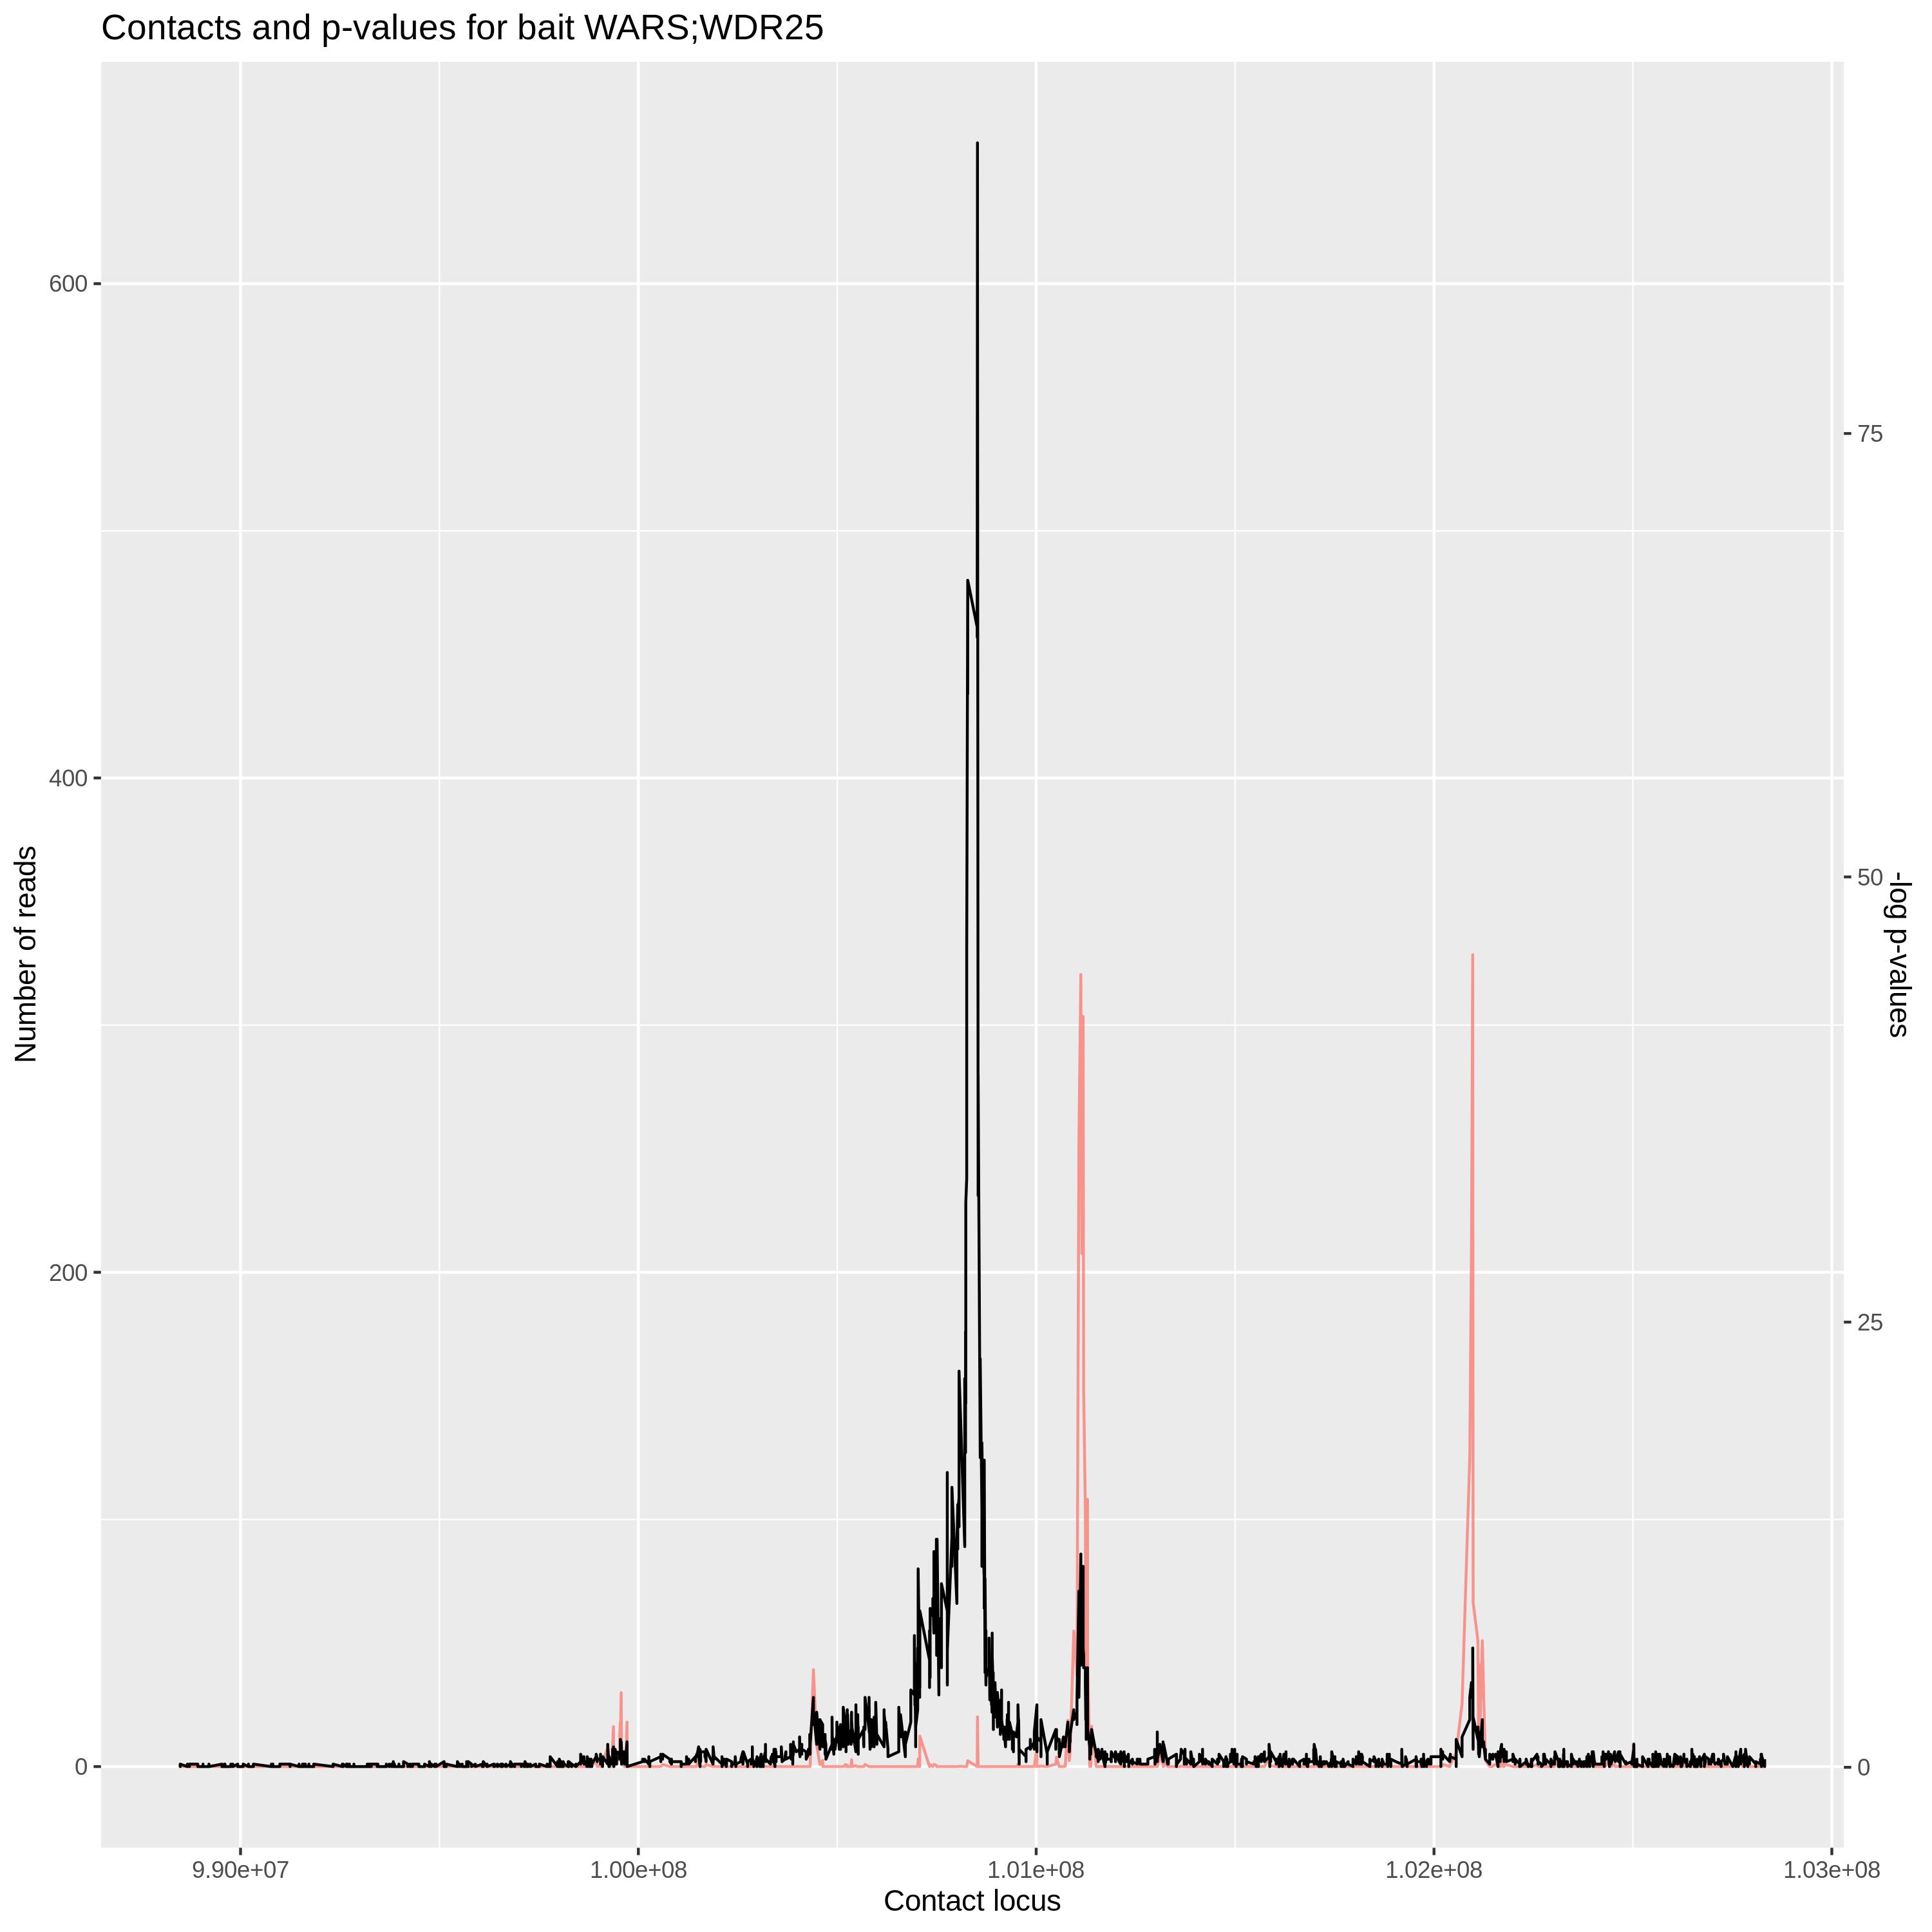 Contacts and p-values for bait WARS;WDR25
600
400
200
0
Number of reads
75
50
25
0
-log p-values
9.90e+07
1.00e+08
1.01e+08
1.02e+08
1.03e+08
Contact locus